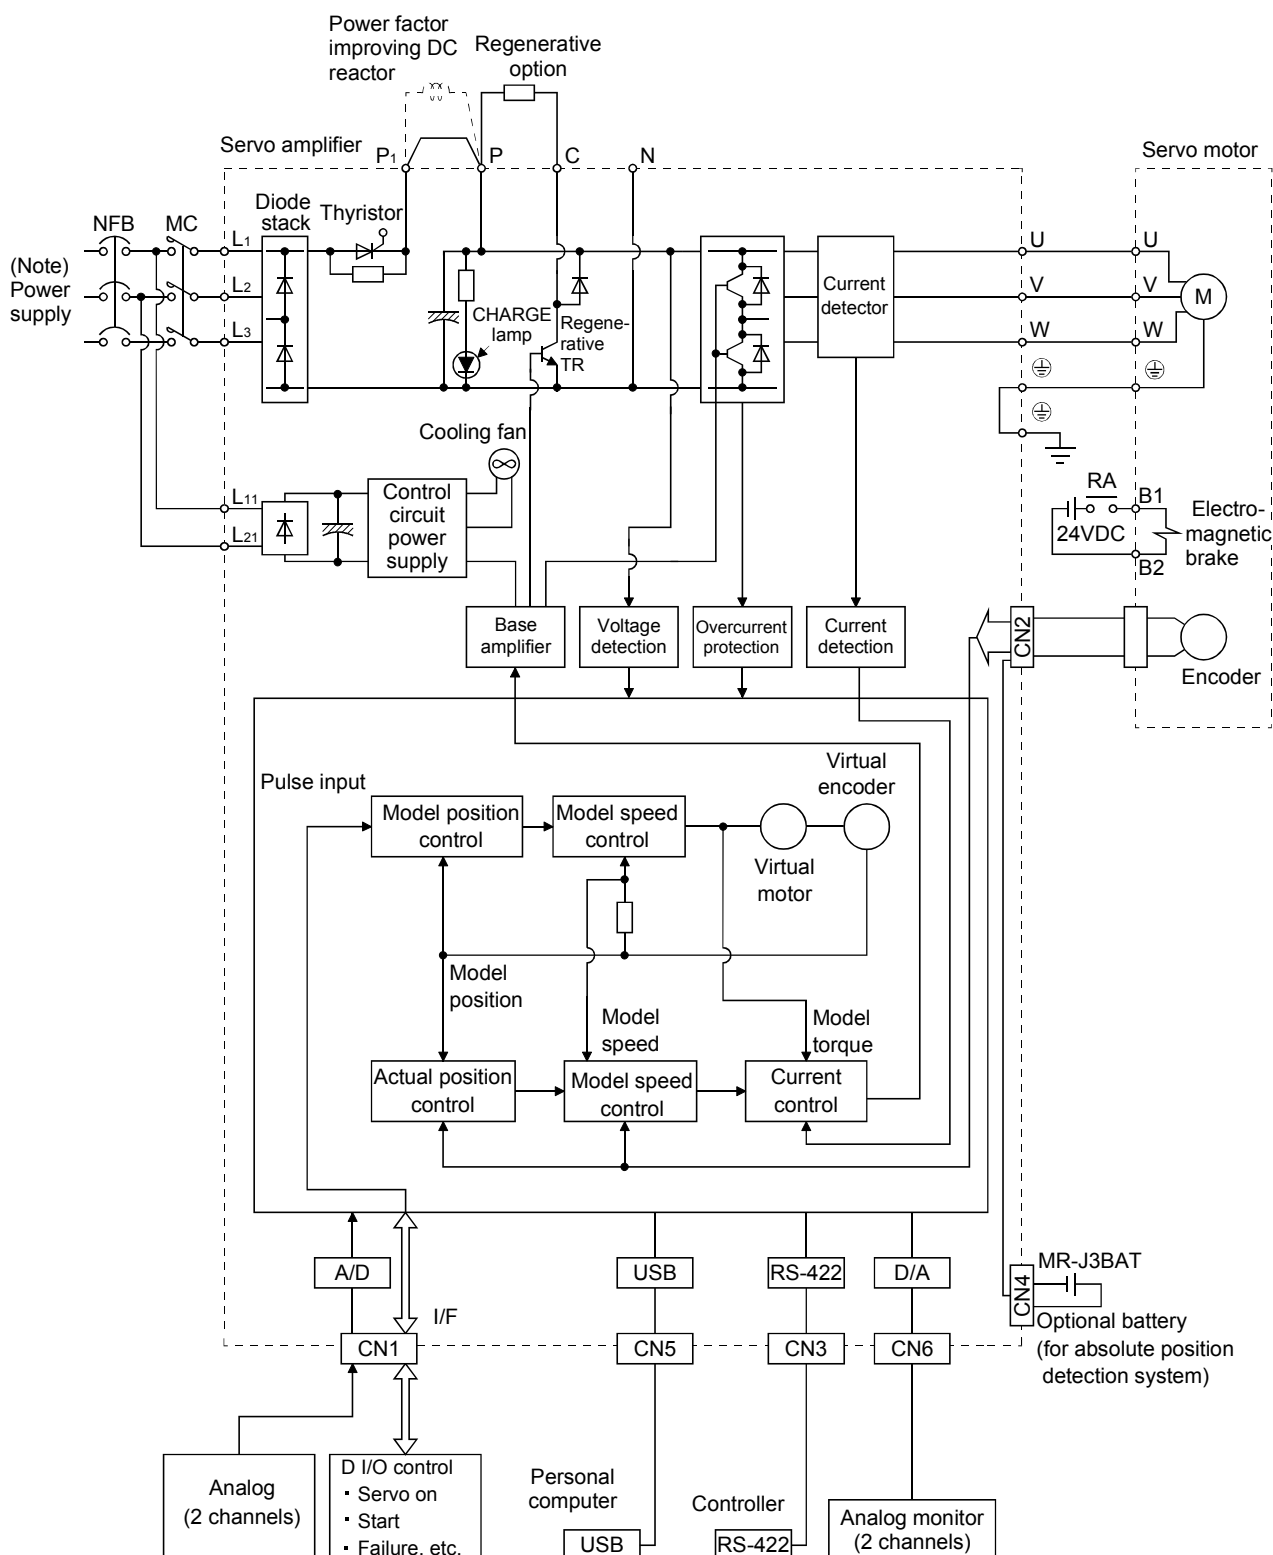 Power factor
improving DC
reactor
Regenerative
option
Servo amplifier
P1
P
C
N
Servo motor
NFB
MC
Diode
stack
Thyristor
L1
U
U
(Note)
Power
supply
L2
Current
detector
V
V
M
CHARGE
lamp
Regene-
rative
TR
L3
W
W
Cooling fan
L11
L21
Control
circuit
power
supply
RA
B1
24VDC
B2
Electro-
magnetic
brake
Base
amplifier
Voltage
detection
Overcurrent
protection
Current
detection
CN2
Encoder
Pulse input
Virtual
encoder
Model position
control
Model speed
control
Virtual
motor
Model
position
Model
speed
Model
torque
Actual position
control
Model speed
control
Current
control
A/D
USB
RS-422
D/A
CN4
MR-J3BAT
Optional battery
(for absolute position
detection system)
I/F
CN1
CN5
CN3
CN6
Analog
(2 channels)
D I/O control
・Servo on
・Start
・Failure, etc.
Personal
computer
USB
Controller
RS-422
Analog monitor
(2 channels)